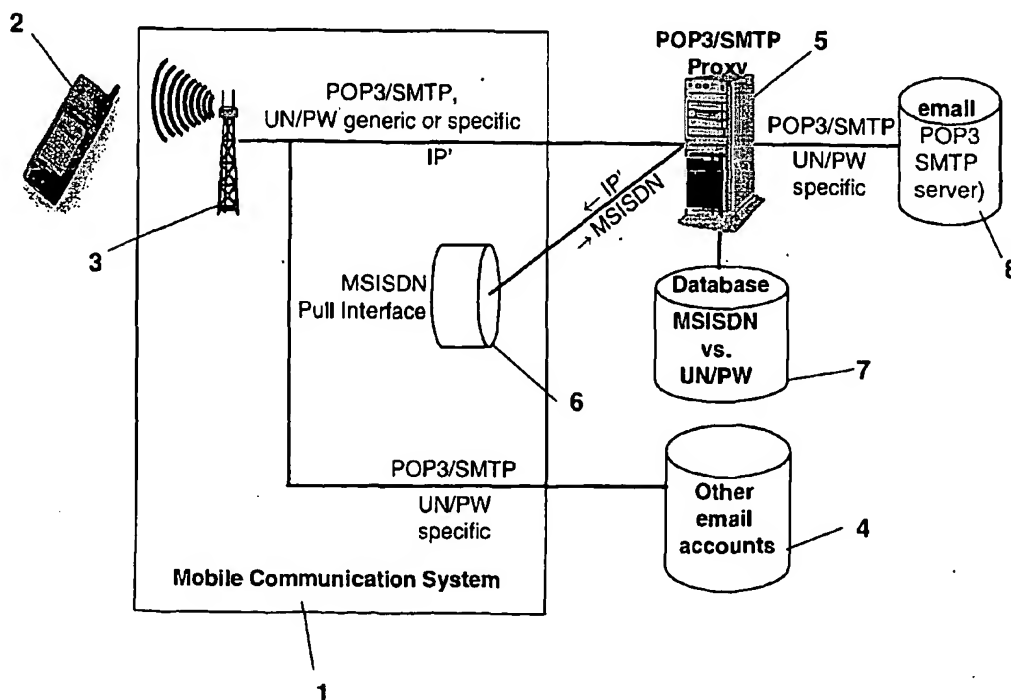 2
POP3/SMTP
Proxy
5
POP3/SMTP,
UN/PW generic or specific
IP'
POP3/SMTP
UN/PW
specific
email
POP3
SMTP
server)
8
3
← IP'
→ MSISDN
MSISDN
Pull Interface
6
Database
MSISDN
vs.
UN/PW
7
POP3/SMTP
UN/PW
specific
Other
email
accounts
4
Mobile Communication System
1